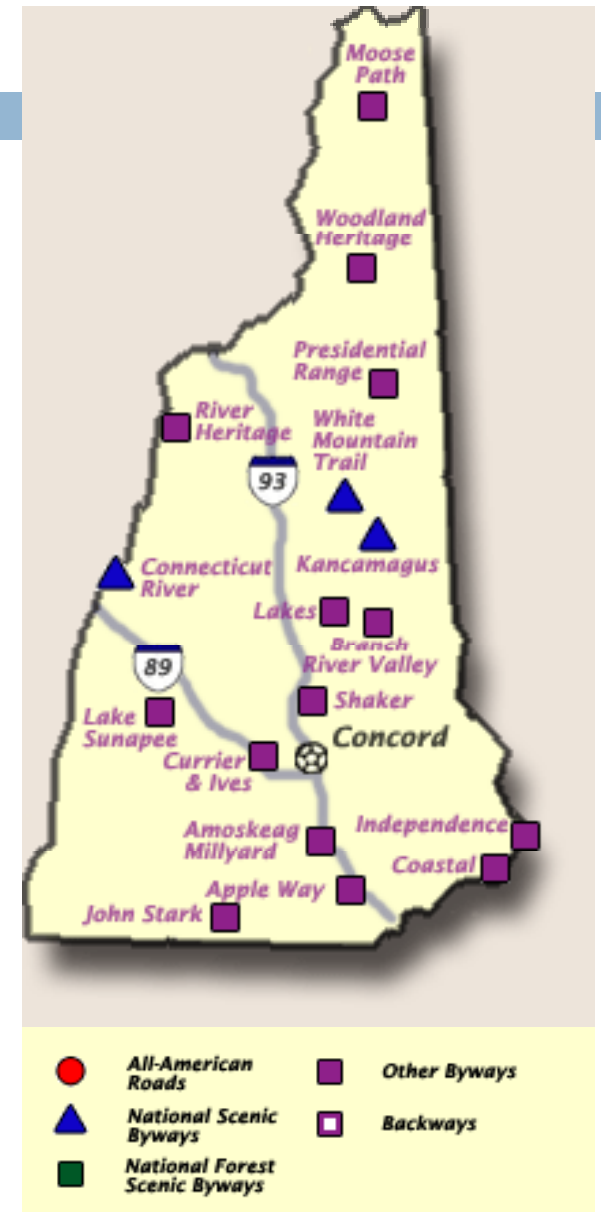 Moose
Path
Woodland
Heritage
Presidential
Range
River
Heritage
White
Mountain
Trail
93
Kancamagus
Connecticut
River
Lakes
Branch
River Valley
89
Shaker
Lake
Sunapee
Concord
Currier
& Ives
Independence
Amoskeag
Millyard
Coastal
Apple Way
John Stark
All-American
Roads
Other Byways
National Scenic
Byways
Backways
National Forest
Scenic Byways